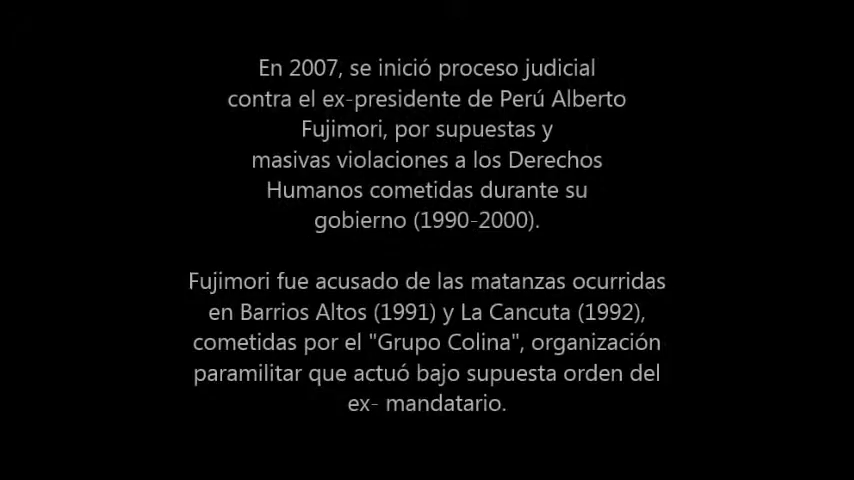 En 2007, se inició proceso judicial
contra el ex-presidente de Perú Alberto
Fujimori, por supuestas y
masivas violaciones a los Derechos
Humanos cometidas durante su
gobierno (1990-2000).
Fujimori fue acusado de las matanzas ocurridas
en Barrios Altos (1991) y La Cancuta (1992),
cometidas por el "Grupo Colina", organización
paramilitar que actuó bajo supuesta orden del
ex- mandatario.